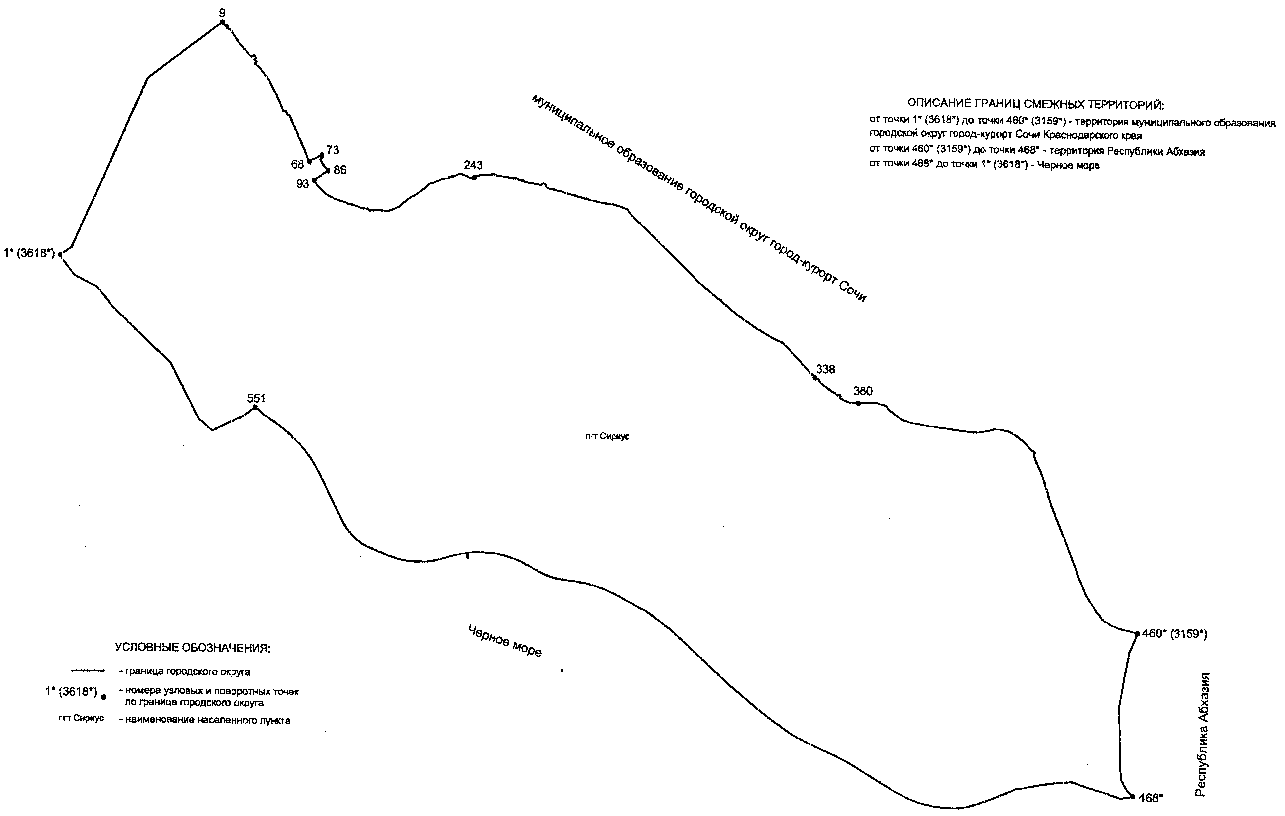 9
ОПИСАНИЕ ГРАНИЦ СМЕЖНЫХ ТЕРРИТОРИЙ:
от точки 1* (3618*) до точки 460* (3159*) - территория муниципального образования
городской округ город-курорт Сочи Краснодарского края
от точки 460* (3159*) до точки 468* - территория Республики Абхазия
от точки 468* до точки 1* (3618*) - Черное море
муниципальное образование городской округ город-курорт Сочи
73
68
86
93
243
1* (3618*)
338
380
551
пгт Сириус
460* (3159*)
Черное море
Республика Абхазия
468*
УСЛОВНЫЕ ОБОЗНАЧЕНИЯ:
- граница городского округа
1* (3618*) - номера узловых и поворотных точек
по границе городского округа
пгт Сириус - наименование населенного пункта